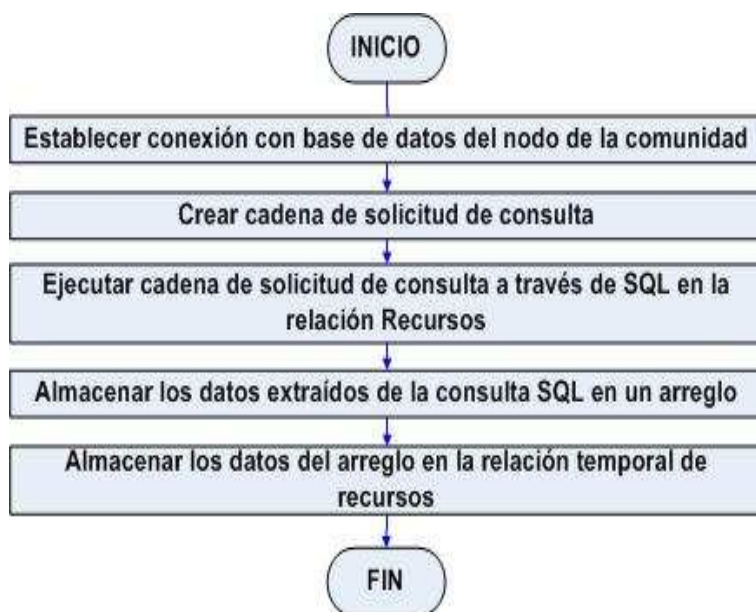 INICIO
Establecer conexión con base de datos del nodo de la comunidad
Crear cadena de solicitud de consulta
Ejecutar cadena de solicitud de consulta a través de SQL en la
relación Recursos
Almacenar los datos extraídos de la consulta SQL en un arreglo
Almacenar los datos del arreglo en la relación temporal de
recursos
FIN